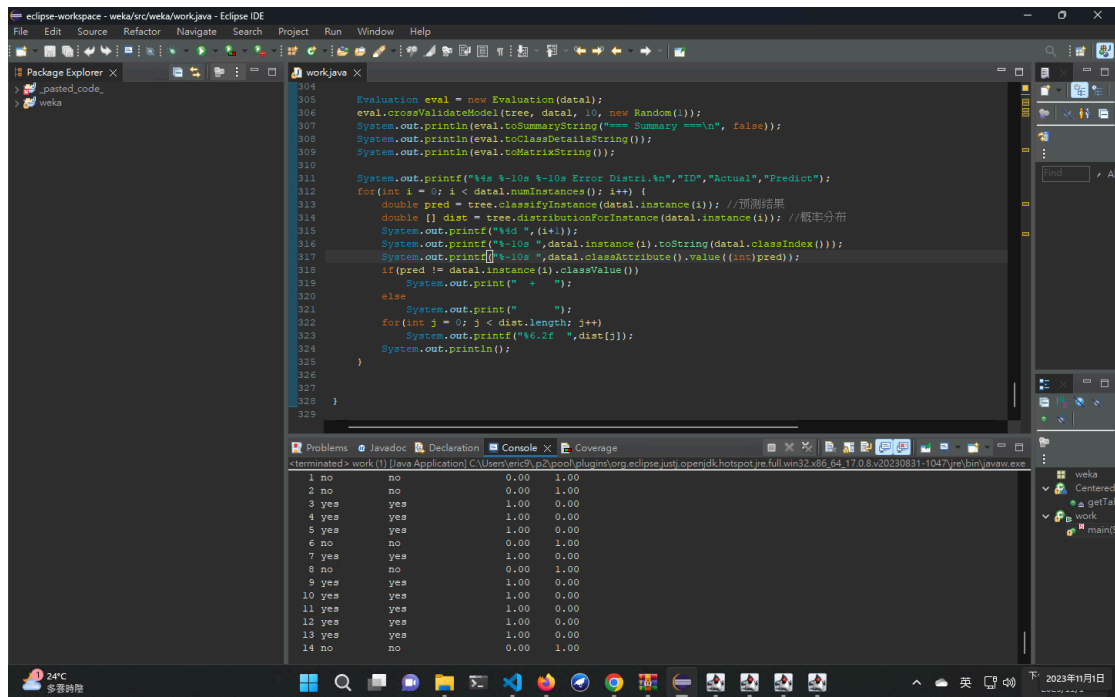 eclipse-workspace - weka/src/weka/work.java - Eclipse IDE
File Edit Source Refactor Navigate Search Project Run Window Help
Package Explorer
work.java
_pasted_code_
weka
304
305 Evaluation eval = new Evaluation(datal);
306 eval.crossValidateModel(tree, datal, 10, new Random(1));
307 System.out.println(eval.toSummaryString("=== Summary ===\n", false));
308 System.out.println(eval.toClassDetailsString());
309 System.out.println(eval.toMatrixString());
310
311 System.out.printf("%4s %-10s %-10s Error Distri.%n","ID","Actual","Predict");
312 for(int i = 0; i < datal.numInstances(); i++) {
313 double pred = tree.classifyInstance(datal.instance(i)); //预测结果
314 double [] dist = tree.distributionForInstance(datal.instance(i)); //概率分布
315 System.out.printf("%4d ",(i+1));
316 System.out.printf("%-10s ",datal.instance(i).toString(datal.classIndex()));
317 System.out.printf("%-10s ",datal.classAttribute().value((int)pred));
318 if(pred != datal.instance(i).classValue())
319 System.out.print(" + ");
320 else
321 System.out.print(" ");
322 for(int j = 0; j < dist.length; j++)
323 System.out.printf("%6.2f ",dist[j]);
324 System.out.println();
325 }
326
327
328 }
329
Find
Problems Javadoc Declaration Console Coverage
<terminated> work (1) [Java Application] C:\Users\eric9\.p2\pool\plugins\org.eclipse.justj.openjdk.hotspot.jre.full.win32.x86_64_17.0.8.v20230831-1047\jre\bin\javaw.exe
1 no no 0.00 1.00
2 no no 0.00 1.00
3 yes yes 1.00 0.00
4 yes yes 1.00 0.00
5 yes yes 1.00 0.00
6 no no 0.00 1.00
7 yes yes 1.00 0.00
8 no no 0.00 1.00
9 yes yes 1.00 0.00
10 yes yes 1.00 0.00
11 yes yes 1.00 0.00
12 yes yes 1.00 0.00
13 yes yes 1.00 0.00
14 no no 0.00 1.00
weka
Centered
getTal
work
main(S
1
24°C
多雲時陰
英
下
2023年11月1日